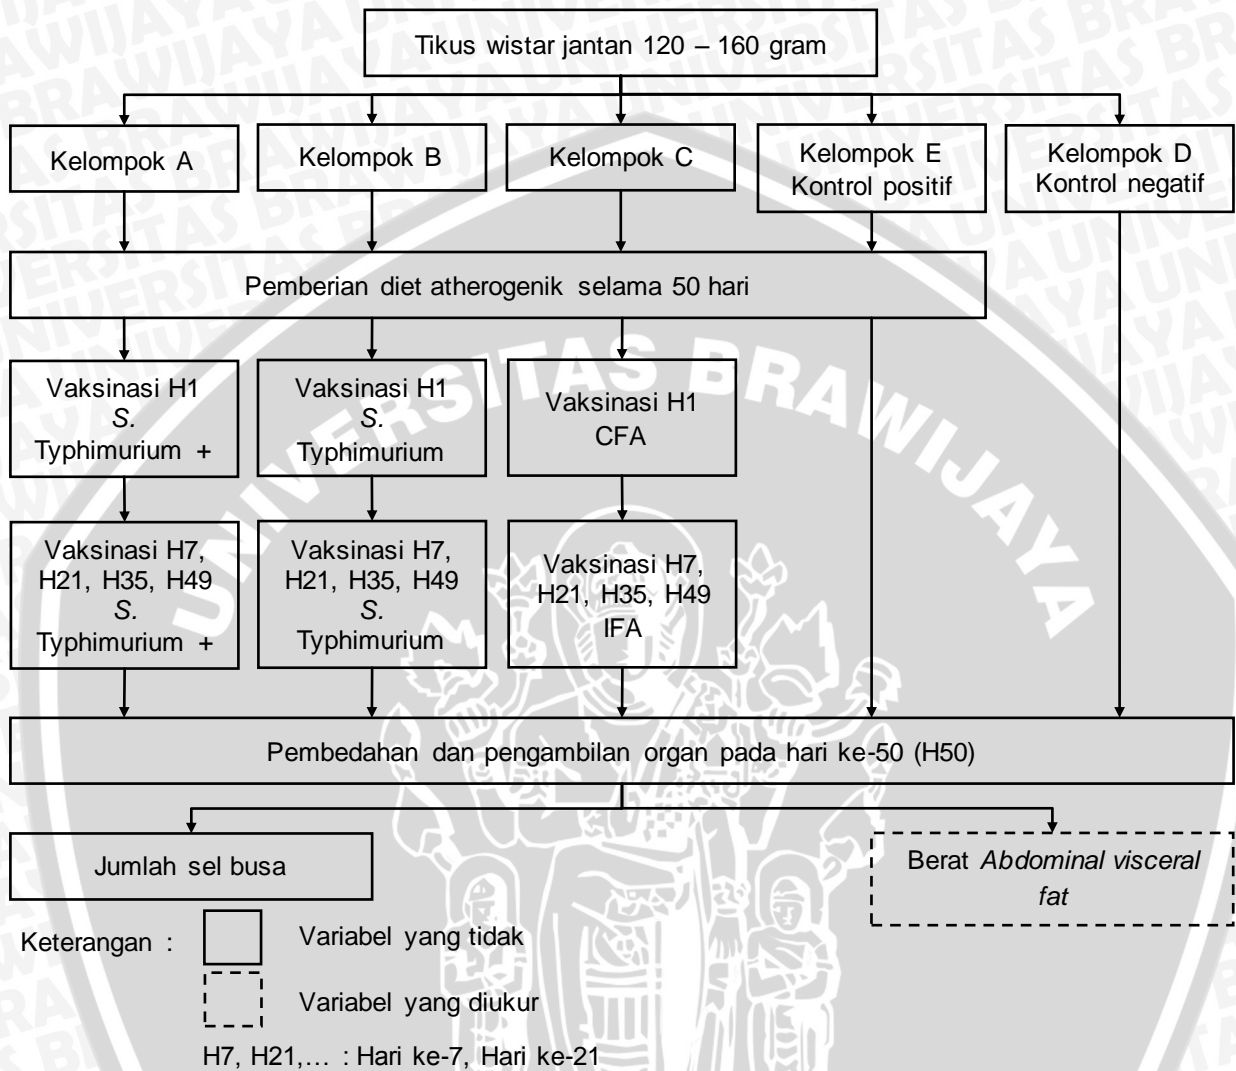 Tikus wistar jantan 120 – 160 gram
Kelompok A
Kelompok B
Kelompok C
Kelompok E
Kontrol positif
Kelompok D
Kontrol negatif
Pemberian diet atherogenik selama 50 hari
Vaksinasi H1
S.
Typhimurium +
Vaksinasi H1
S.
Typhimurium
Vaksinasi H1
CFA
Vaksinasi H7,
H21, H35, H49
S.
Typhimurium +
Vaksinasi H7,
H21, H35, H49
S.
Typhimurium
Vaksinasi H7,
H21, H35, H49
IFA
Pembedahan dan pengambilan organ pada hari ke-50 (H50)
Jumlah sel busa
Berat Abdominal visceral
fat
Keterangan :
Variabel yang tidak
Variabel yang diukur
H7, H21,… : Hari ke-7, Hari ke-21
UNIVERSITAS BRAWIJAYA